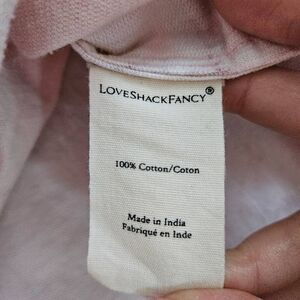 LoveShackFancy®
100% Cotton/Coton
Made in India
Fabriqué en Inde